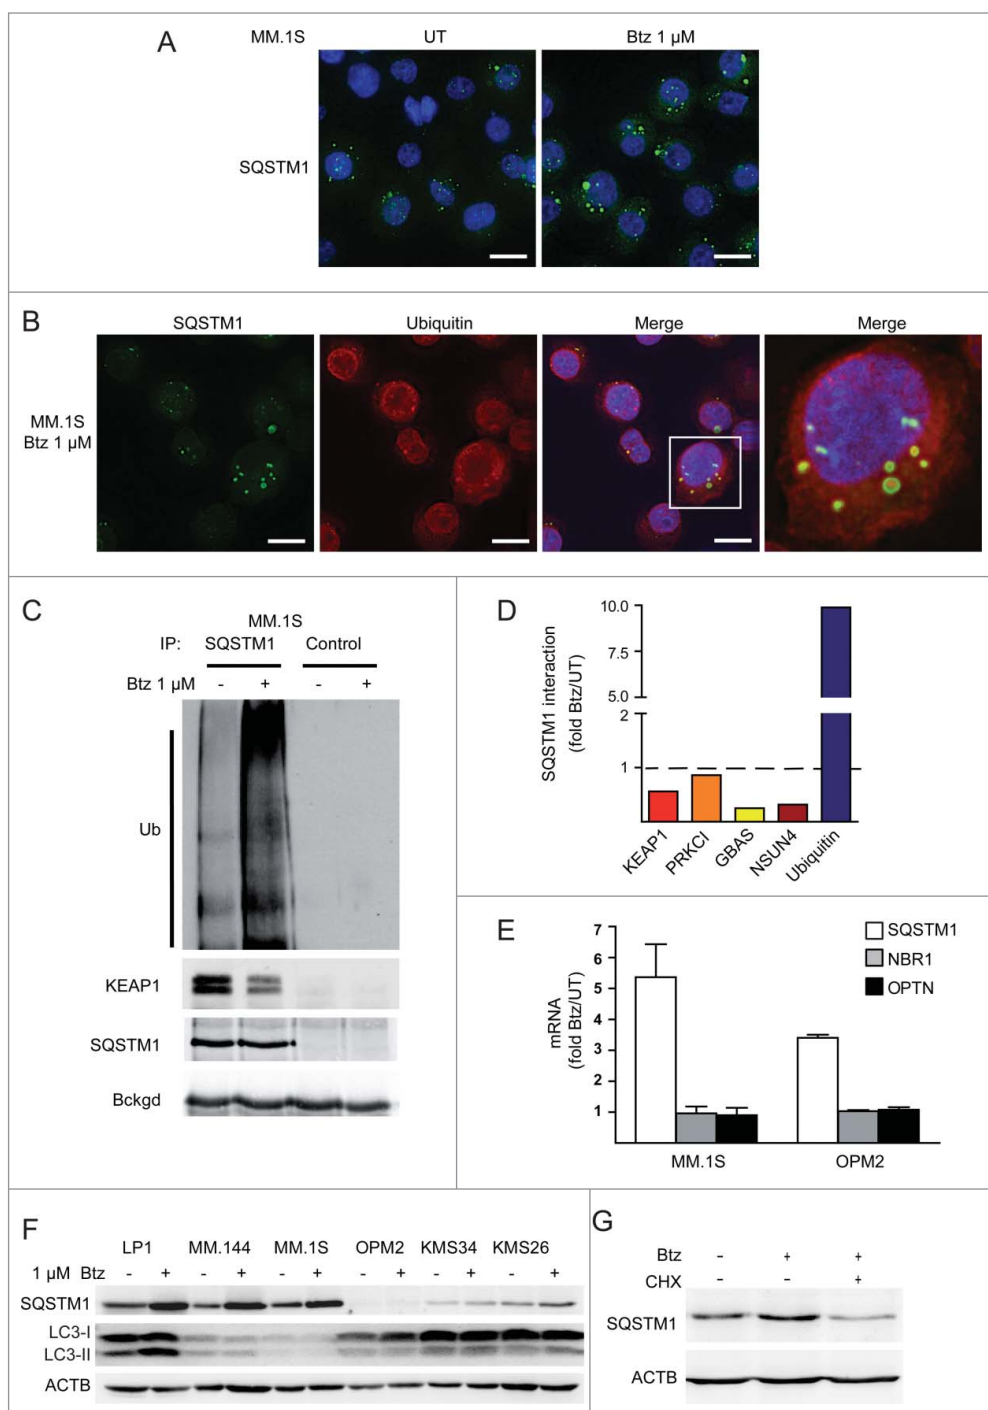 A
MM.1S UT Btz 1 µM
SQSTM1
B
SQSTM1 Ubiquitin Merge Merge
MM.1S
Btz 1 µM
C
MM.1S
IP: SQSTM1 Control
Btz 1 µM - + - +
Ub
KEAP1
SQSTM1
Bckgd
D
SQSTM1 interaction
(fold Btz/UT)
10.0
7.5
5.0
2
1
KEAP1 PRKCI GBAS NSUN4 Ubiquitin
E
mRNA
(fold Btz/UT)
7
6
5
4
3
2
1
SQSTM1
NBR1
OPTN
MM.1S OPM2
F
LP1 MM.144 MM.1S OPM2 KMS34 KMS26
1 µM Btz - + - + - + - + - + - +
SQSTM1
LC3-I
LC3-II
ACTB
G
Btz - + +
CHX - - +
SQSTM1
ACTB